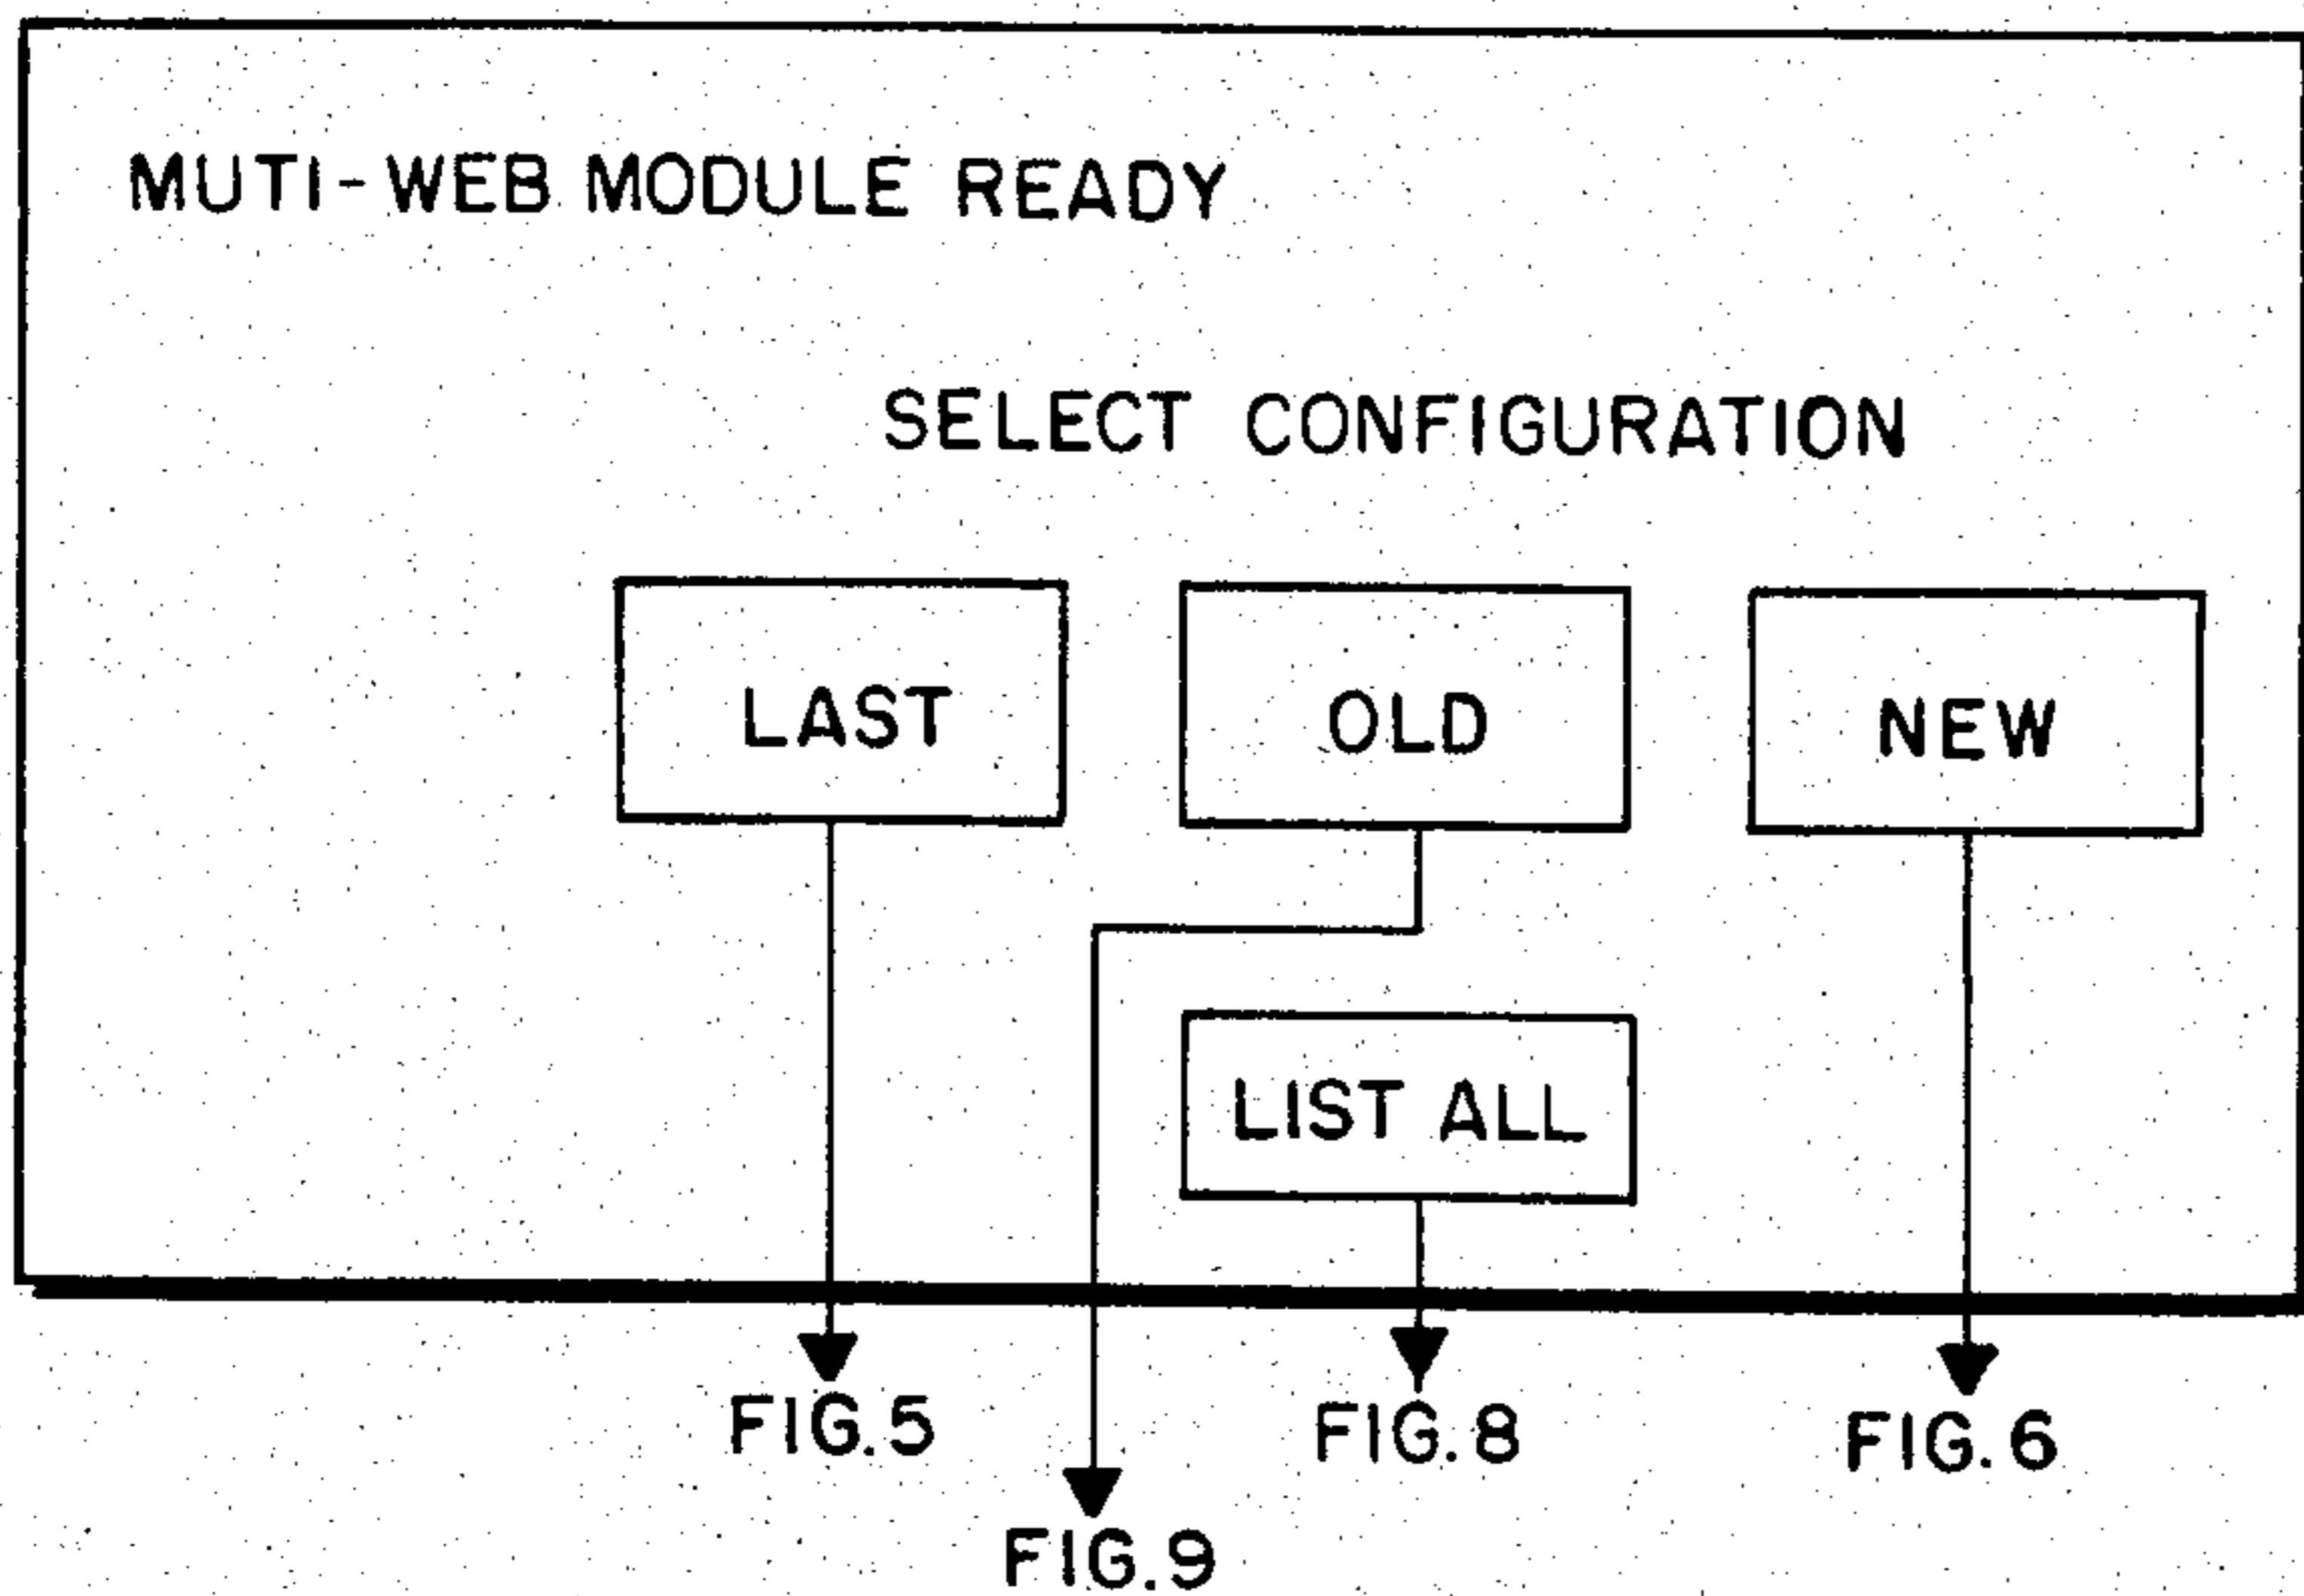 MUTI-WEB MODULE READY
SELECT CONFIGURATION
LAST OLD NEW
LIST ALL
FIG.5 FIG.8 FIG.6
FIG.9